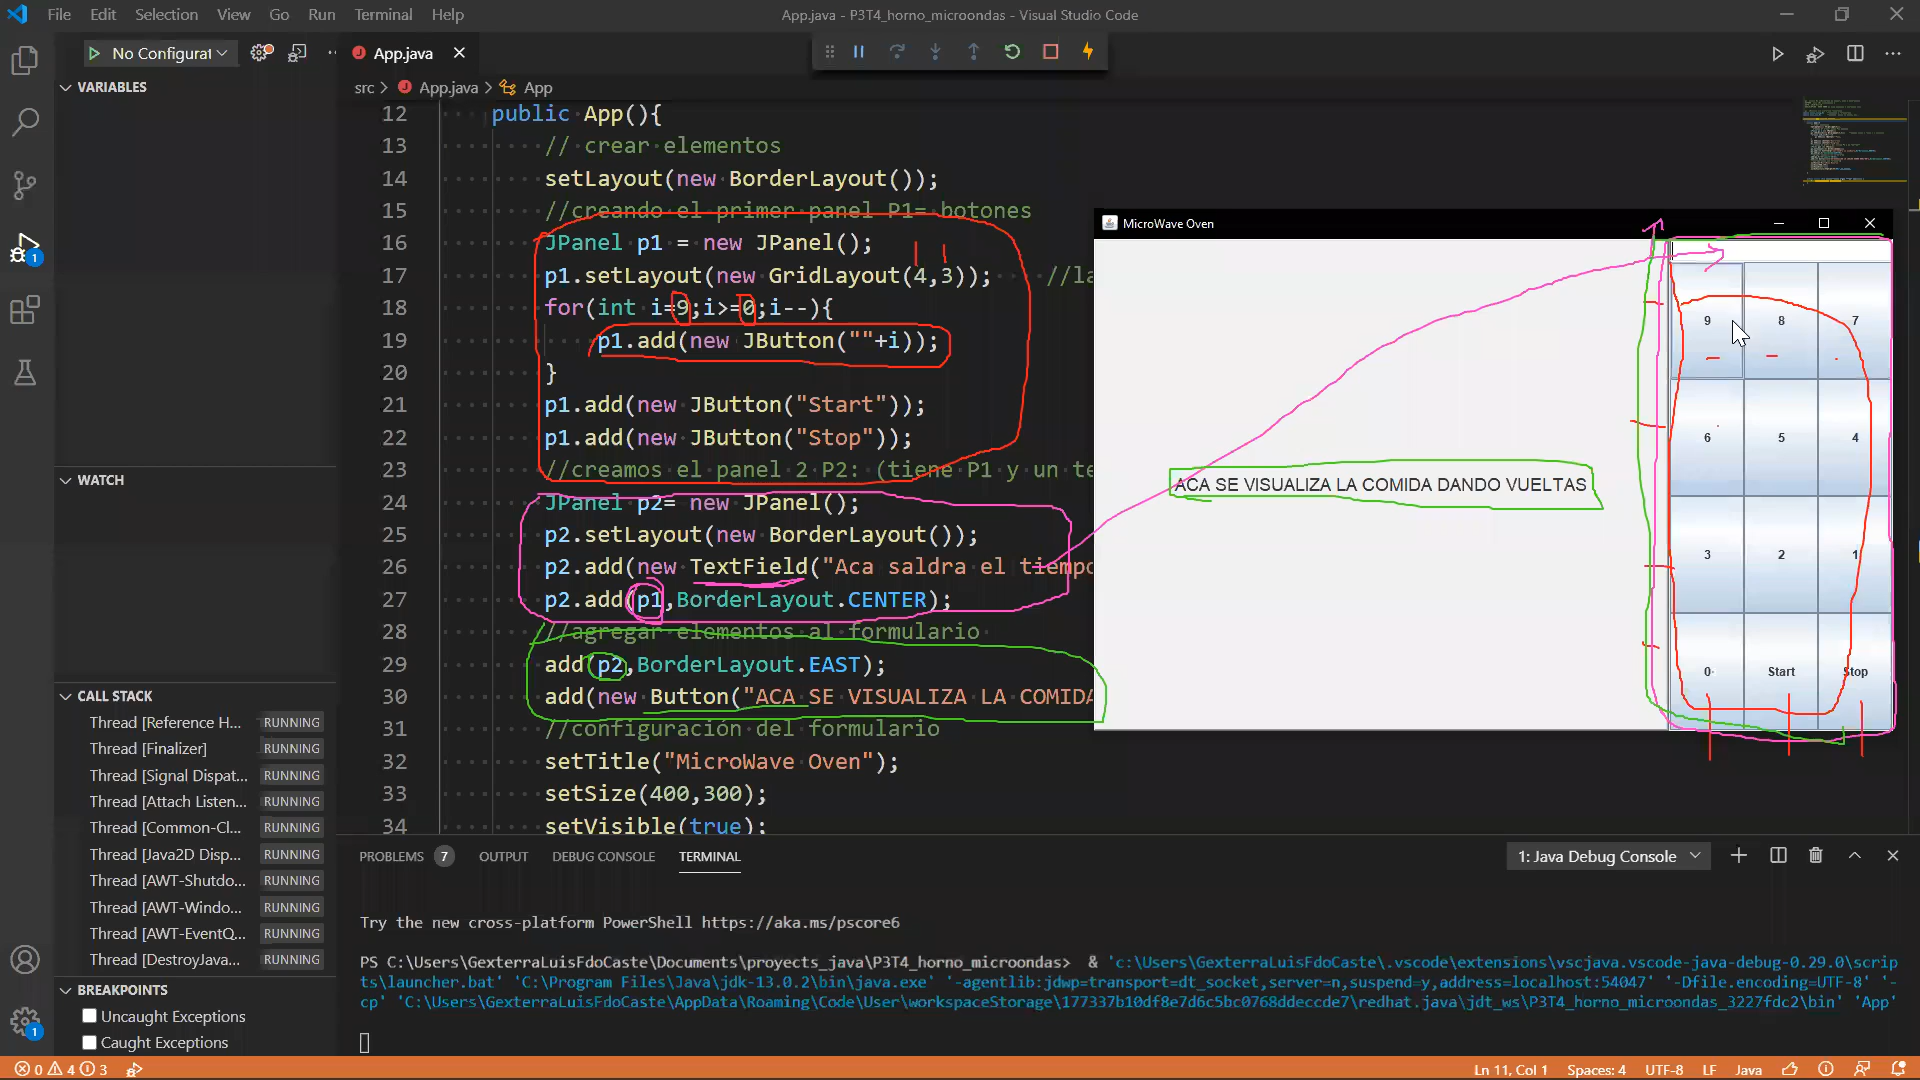 File Edit Selection View Go Run Terminal Help
App.java - P3T4_horno_microondas - Visual Studio Code
No Configurat
App.java
VARIABLES
src > App.java > App
12 public App(){
13 // crear elementos
14 setLayout(new BorderLayout());
15 //creando el primer panel P1= botones
16 JPanel p1 = new JPanel();
17 p1.setLayout(new GridLayout(4,3)); //la
18 for(int i=9;i>=0;i--){
19 p1.add(new JButton(""+i));
20 }
21 p1.add(new JButton("Start"));
22 p1.add(new JButton("Stop"));
23 //creamos el panel 2 P2: (tiene P1 y un te
24 JPanel p2= new JPanel();
25 p2.setLayout(new BorderLayout());
26 p2.add(new TextField("Aca saldra el tiempo
27 p2.add(p1,BorderLayout.CENTER);
28 //agregar elementos al formulario
29 add(p2,BorderLayout.EAST);
30 add(new Button("ACA SE VISUALIZA LA COMIDA
31 //configuración del formulario
32 setTitle("MicroWave Oven");
33 setSize(400,300);
34 setVisible(true);
MicroWave Oven
ACA SE VISUALIZA LA COMIDA DANDO VUELTAS
9 8 7
6 5 4
3 2 1
0 Start Stop
WATCH
CALL STACK
Thread [Reference H... RUNNING
Thread [Finalizer] RUNNING
Thread [Signal Dispat... RUNNING
Thread [Attach Listen... RUNNING
Thread [Common-Cl... RUNNING
Thread [Java2D Disp... RUNNING
Thread [AWT-Shutdo... RUNNING
Thread [AWT-Windo... RUNNING
Thread [AWT-EventQ... RUNNING
Thread [DestroyJava... RUNNING
BREAKPOINTS
Uncaught Exceptions
Caught Exceptions
1
1
PROBLEMS 7 OUTPUT DEBUG CONSOLE TERMINAL
1: Java Debug Console
Try the new cross-platform PowerShell https://aka.ms/pscore6
PS C:\Users\GexterraLuisFdoCaste\Documents\proyects_java\P3T4_horno_microondas> & 'c:\Users\GexterraLuisFdoCaste\.vscode\extensions\vscjava.vscode-java-debug-0.29.0\scrip
ts\launcher.bat' 'C:\Program Files\Java\jdk-13.0.2\bin\java.exe' '-agentlib:jdwp=transport=dt_socket,server=n,suspend=y,address=localhost:54047' '-Dfile.encoding=UTF-8' '-
cp' 'C:\Users\GexterraLuisFdoCaste\AppData\Roaming\Code\User\workspaceStorage\177337b10df8e7d6c5bc0768ddeccde7\redhat.java\jdt_ws\P3T4_horno_microondas_3227fdc2\bin' 'App'
0 4 3
Ln 11, Col 1 Spaces: 4 UTF-8 LF Java